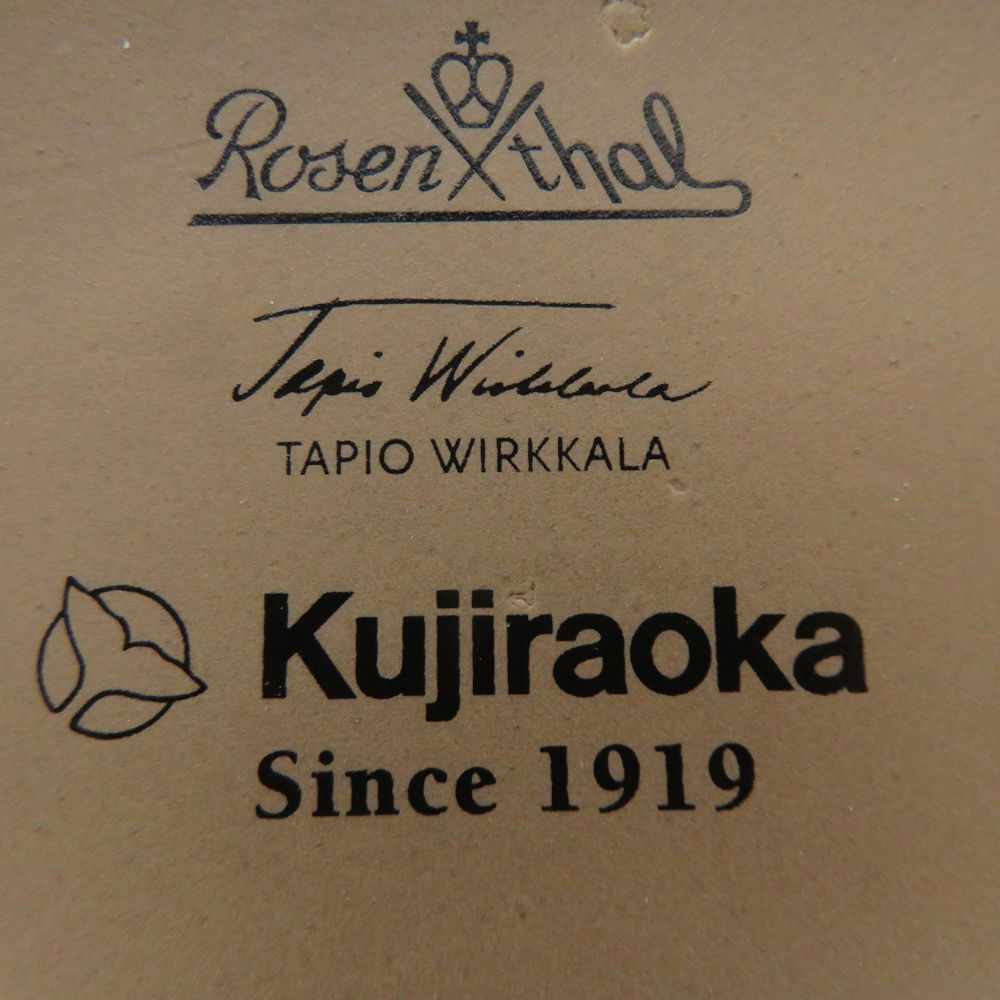 Rosenthal
Tapio Wirkkala
TAPIO WIRKKALA
Kujiraoka
Since 1919